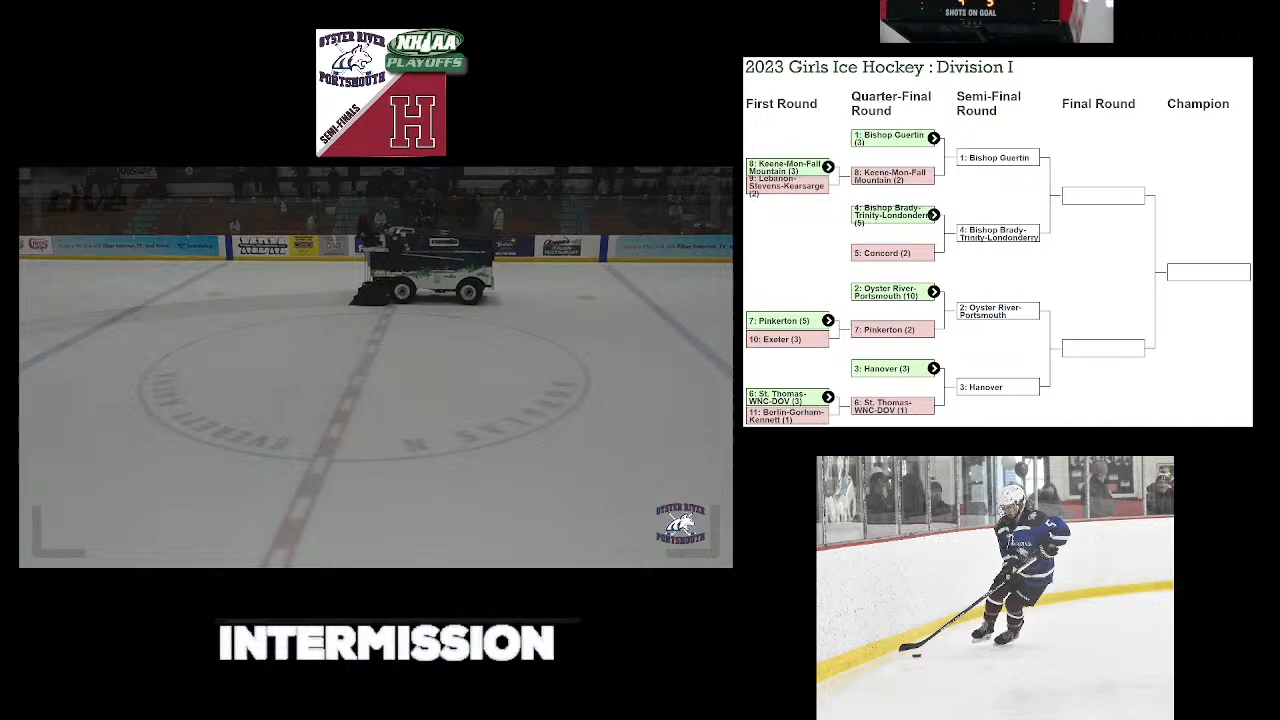 OYSTER RIVER
PORTSMOUTH
NHIAA
PLAYOFFS
SEMI-FINALS
H
SHOTS ON GOAL
2023 Girls Ice Hockey : Division I
First Round
Quarter-Final
Round
Semi-Final
Round
Final Round
Champion
8: Keene-Mon-Fall
Mountain (3)
9: Lebanon-
Stevens-Kearsarge
(2)
7: Pinkerton (5)
10: Exeter (3)
6: St. Thomas-
WNC-DOV (3)
11: Berlin-Gorham-
Kennett (1)
1: Bishop Guertin
(3)
8: Keene-Mon-Fall
Mountain (2)
4: Bishop Brady-
Trinity-Londonderr
(5)
5: Concord (2)
2: Oyster River-
Portsmouth (10)
7: Pinkerton (2)
3: Hanover (3)
6: St. Thomas-
WNC-DOV (1)
1: Bishop Guertin
4: Bishop Brady-
Trinity-Londonderry
2: Oyster River-
Portsmouth
3: Hanover
OYSTER RIVER
PORTSMOUTH
5
INTERMISSION